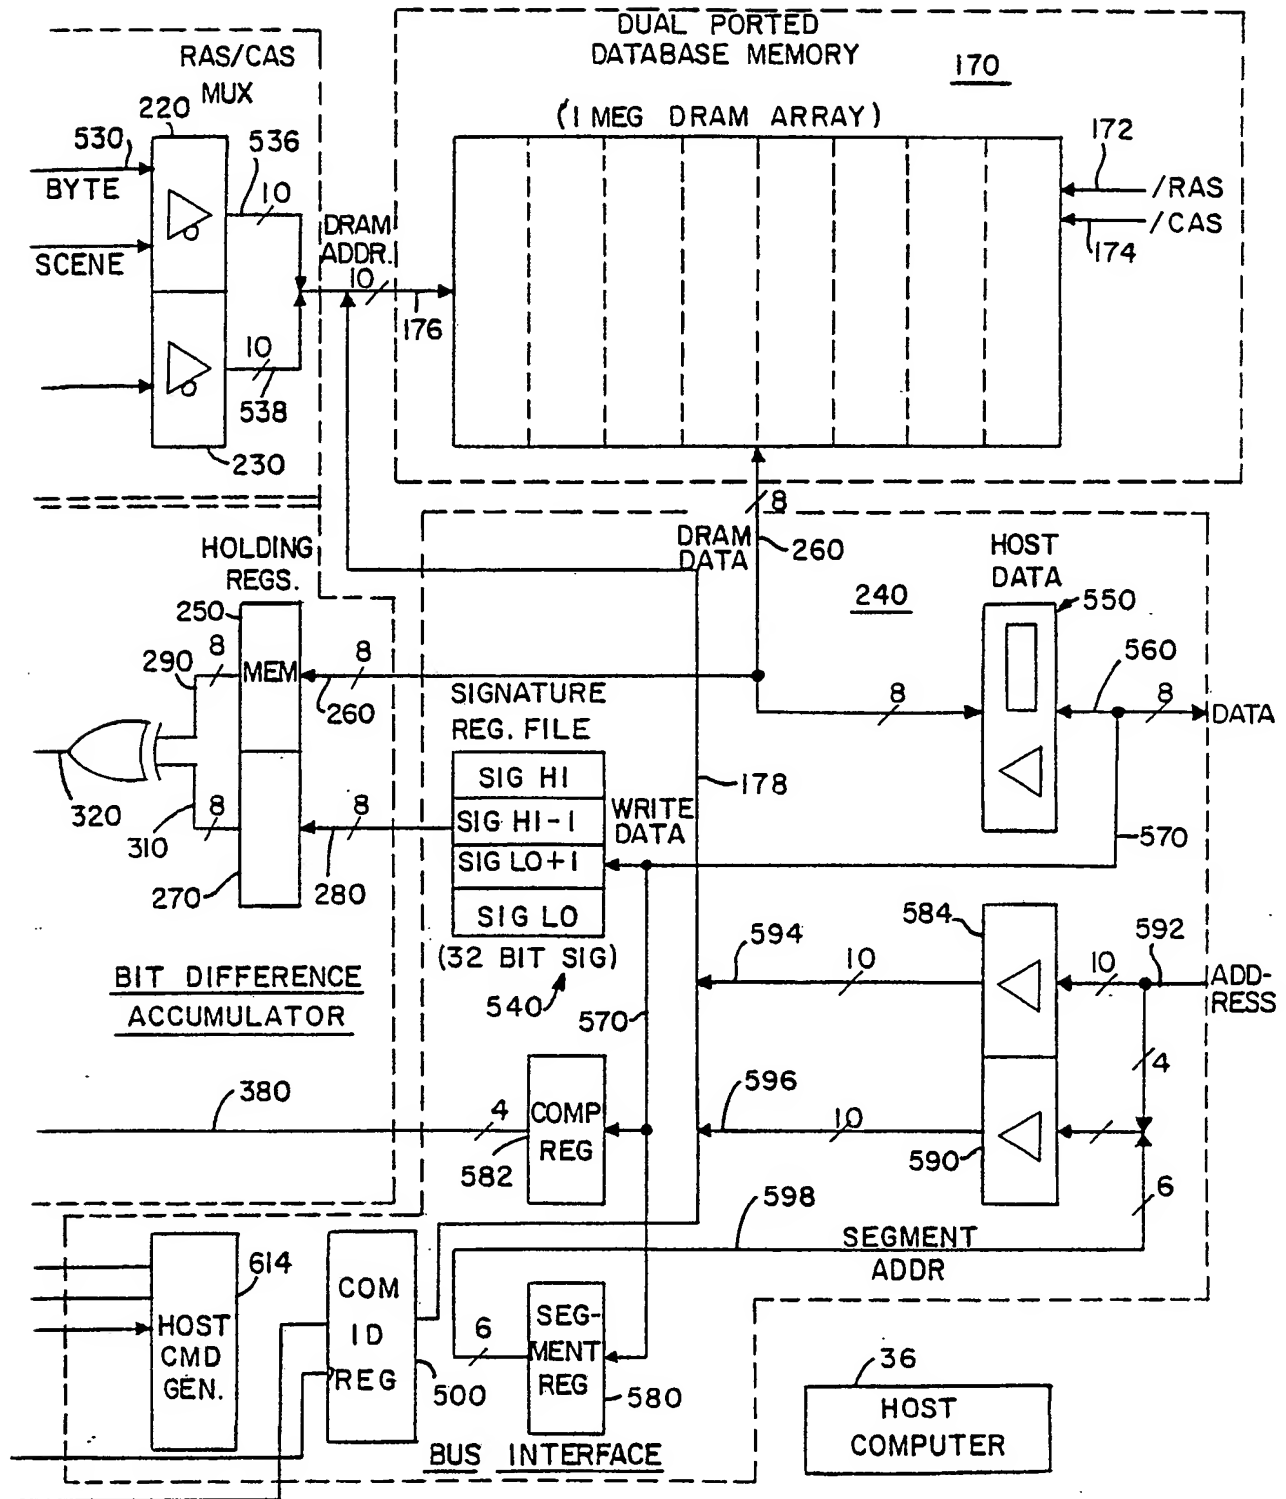 DUAL PORTED
DATABASE MEMORY
170
(1 MEG DRAM ARRAY)
RAS/CAS
MUX
220
530
536
10
BYTE
SCENE
DRAM
ADDR.
10
176
172
/RAS
/CAS
174
10
538
230
8
DRAM
DATA
260
HOST
DATA
240
550
HOLDING
REGS.
250
8
290
MEM
8
260
560
8
8
DATA
SIGNATURE
REG. FILE
SIG HI
SIG HI-1
SIG LO+1
SIG LO
(32 BIT SIG)
540
WRITE
DATA
178
570
320
310
8
8
280
270
584
592
594
10
10
ADD-
RESS
BIT DIFFERENCE
ACCUMULATOR
570
4
380
4
COMP
REG
582
596
10
590
6
598
SEGMENT
ADDR
614
HOST
CMD
GEN.
COM
ID
REG
500
6
SEG-
MENT
REG
580
BUS INTERFACE
36
HOST
COMPUTER